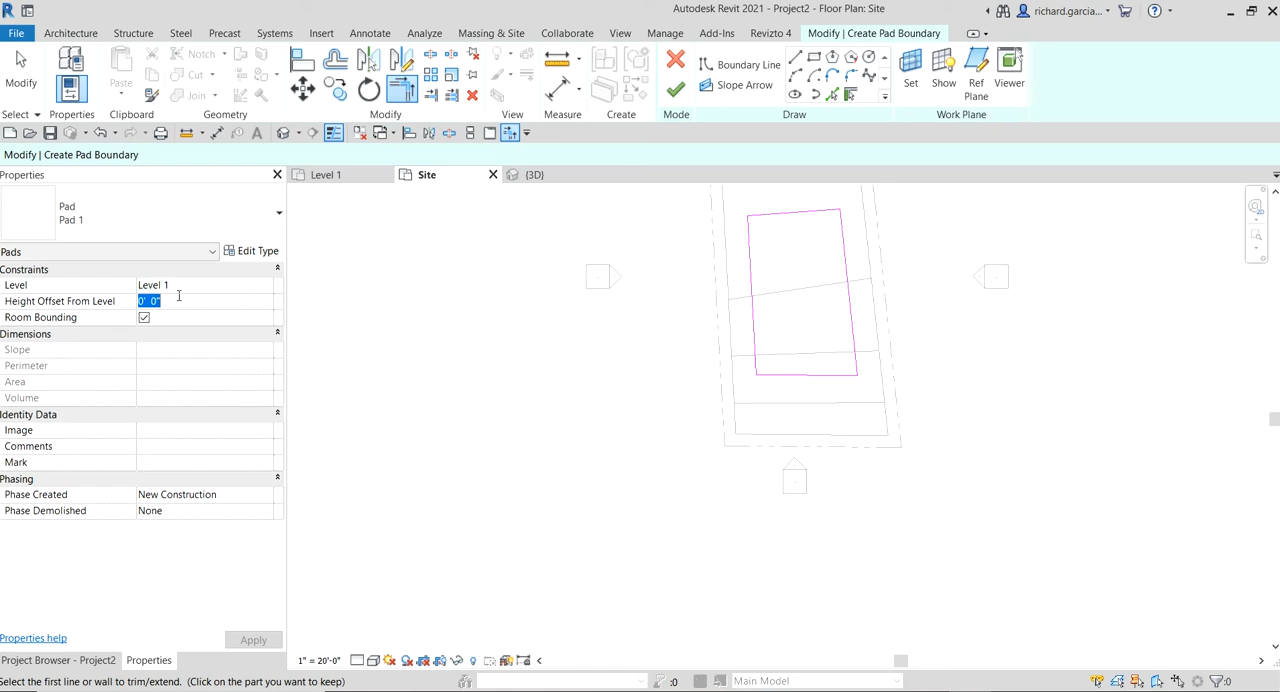 Autodesk Revit 2021 - Project2 - Floor Plan: Site
richard.garcia...
File Architecture Structure Steel Precast Systems Insert Annotate Analyze Massing & Site Collaborate View Manage Add-Ins Revizto 4 Modify | Create Pad Boundary
Modify
Paste
Notch
Cut
Join
Boundary Line
Slope Arrow
Set Show Ref Plane Viewer
Select Properties Clipboard Geometry Modify View Measure Create Mode Draw Work Plane
Modify | Create Pad Boundary
Properties
Level 1
Site
{3D}
Pad
Pad 1
Pads
Edit Type
Constraints
Level Level 1
Height Offset From Level 0' 0"
Room Bounding
Dimensions
Slope
Perimeter
Area
Volume
Identity Data
Image
Comments
Mark
Phasing
Phase Created New Construction
Phase Demolished None
Properties help
Apply
Project Browser - Project2 Properties
1" = 20'-0"
Select the first line or wall to trim/extend. (Click on the part you want to keep)
:0
Main Model
:0